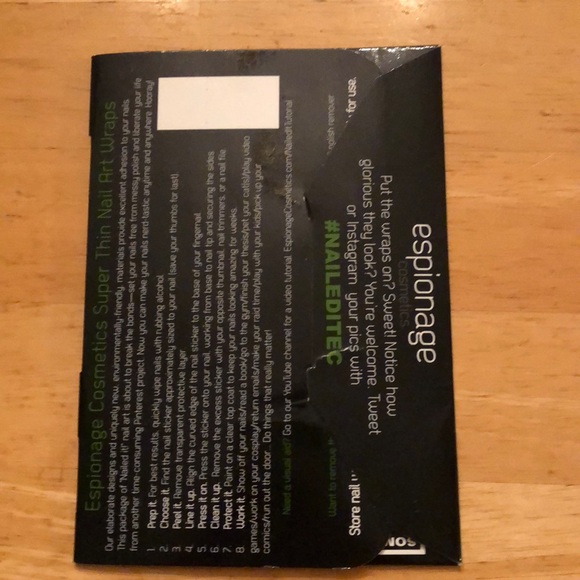 Espionage Cosmetics Super Thin Nail Art Wraps
Our elaborate designs and uniquely new, environmentally friendly, materials provide excellent adhesion to your nails.
This package of "Nailed It" nail art is about to break the bonds—set your nails free from messy polish and liberate your life
from another time-consuming Pinterest project. Now you can make your nails nerd-tastic anytime and anywhere. Hooray!
1. Prep it. For best results, quickly wipe nails with rubbing alcohol.
2. Choose it. Find the nail sticker approximately sized to your nail (save your thumbs for last).
3. Peel it. Remove transparent protective layer.
4. Line it up. Align the curved edge of the nail sticker to the base of your fingernail.
5. Press it on. Press the sticker onto your nail, working from base to nail tip and securing the sides
6. Clean it up. Remove the excess sticker with your opposite thumbnail, nail trimmers, or a nail file
7. Protect it. Paint on a clear top coat to keep your nails looking amazing for weeks.
8. Work it. Show off your nails/read a book/go to the gym/finish your thesis/pet your cat(s)/play video
games/work on your cosplay/return emails/make your raid time/play with your kids/pick up your
comics/run out the door. Do things that really matter!
Need a visual aid? Go to our YouTube channel for a video tutorial: EspionageCosmetics.com/NailedItTutorial
Want to remove polish remover
Store nail for use.
#NAILEDITEC
Put the wraps on? Sweet! Notice how
glorious they look? You're welcome. Tweet
or Instagram your pics with
espionage
cosmetics